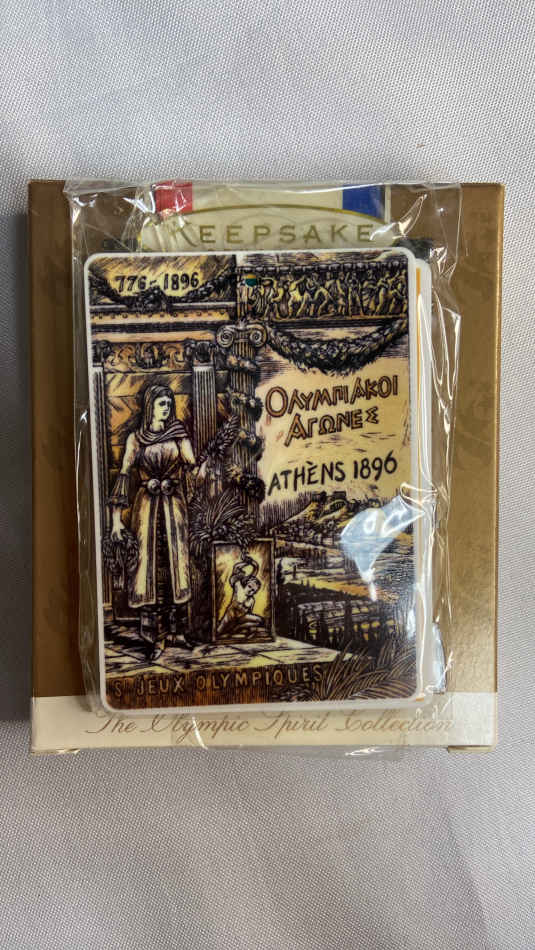 KEEPSAKE
776-1896
ΟΛΥΜΠΙΑΚΟΙ
ΑΓΩΝΕΣ
ATHÈNS 1896
S JEUX OLYMPIQUES
The Olympic Spirit Collection